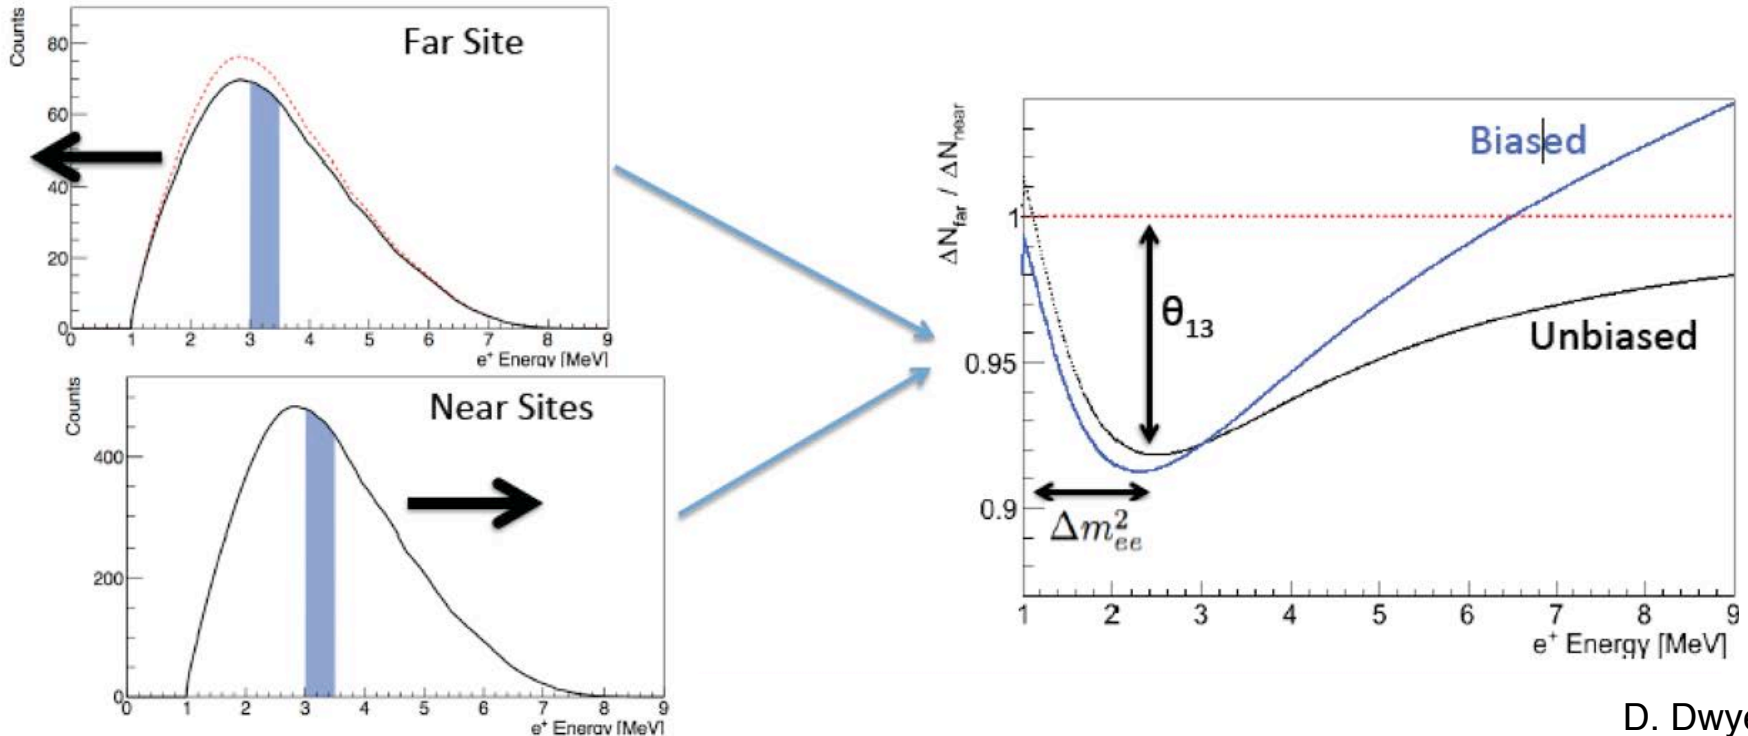 Counts
Far Site
80
60
40
20
0
0 1 2 3 4 5 6 7 8 9
e⁺ Energy [MeV]
Counts
Near Sites
400
200
0
0 1 2 3 4 5 6 7 8 9
e⁺ Energy [MeV]
ΔN_far / ΔN_near
Biased
1
θ₁₃
Unbiased
0.95
0.9
Δm²_ee
1 2 3 4 5 6 7 8 9
e⁺ Energy [MeV]
D. Dwye